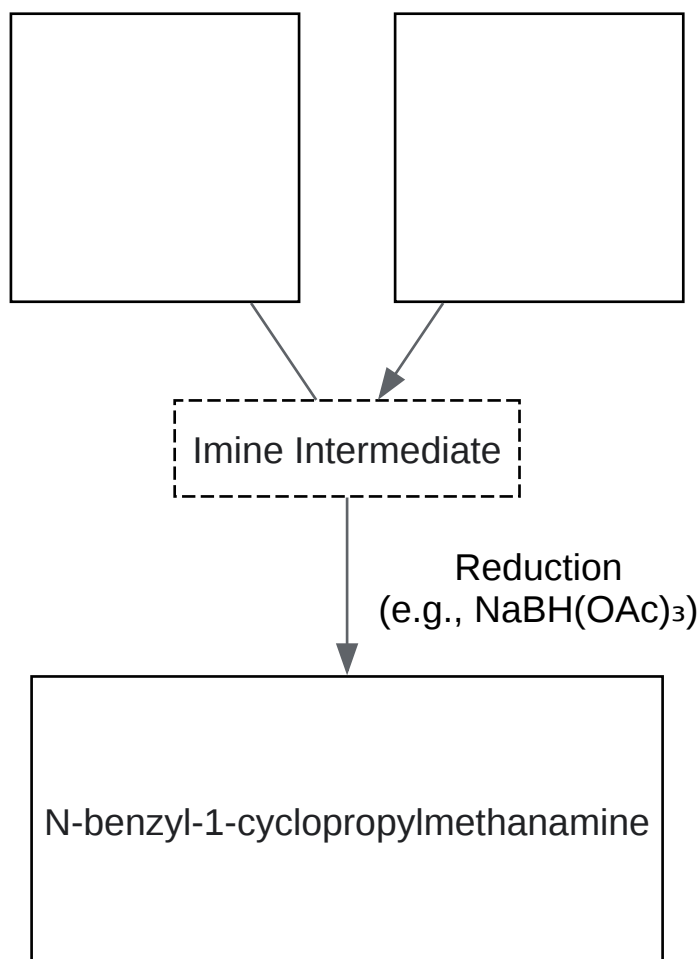 Imine Intermediate
Reduction
(e.g., NaBH(OAc)₃)
N-benzyl-1-cyclopropylmethanamine